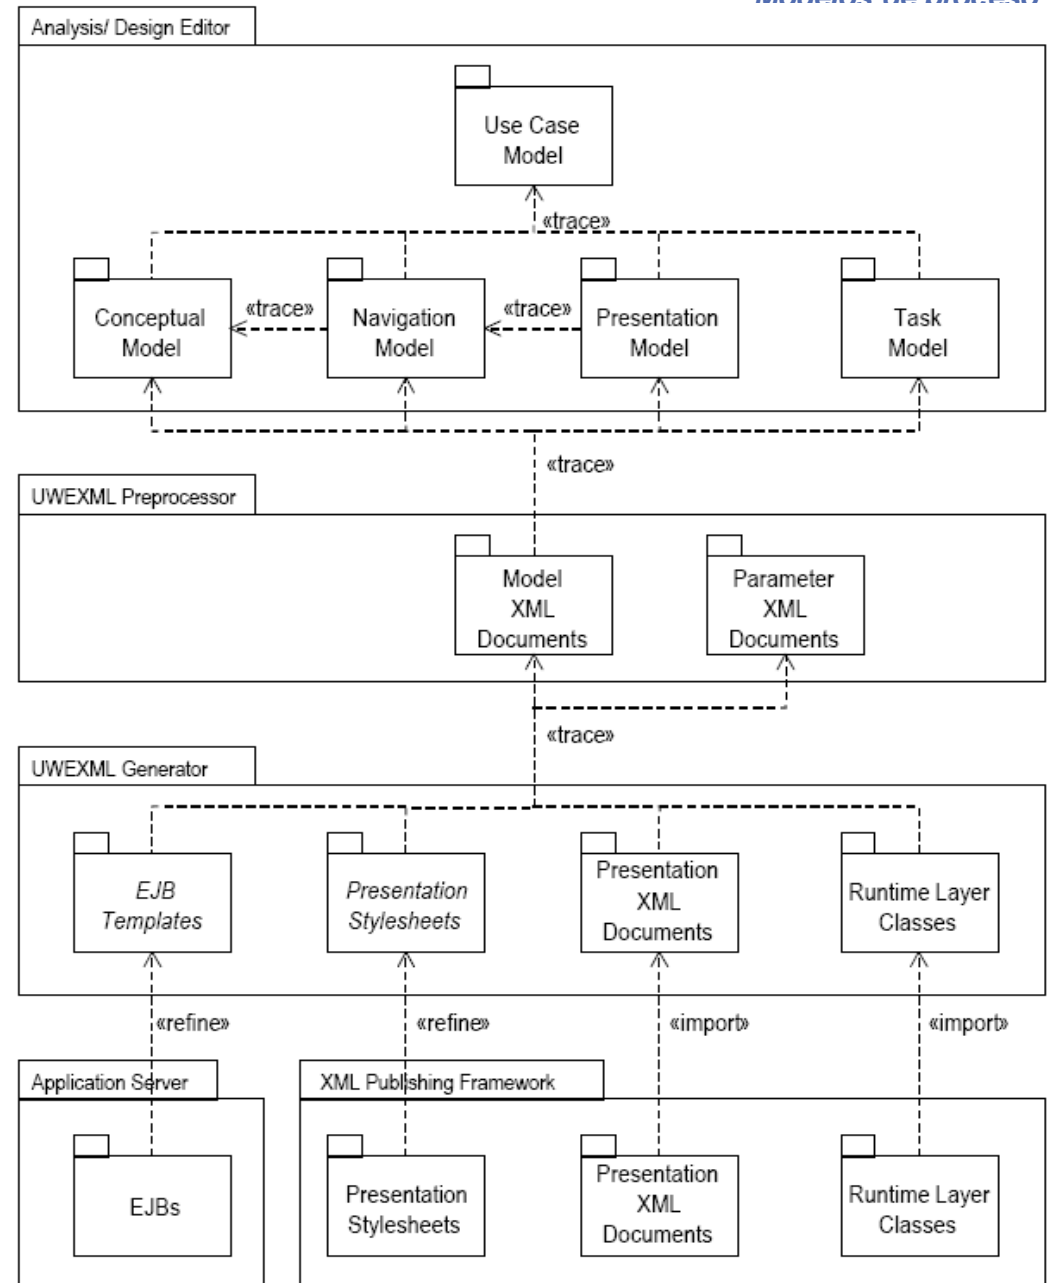 Modelos de proceso
Analysis/ Design Editor
Use Case
Model
«trace»
«trace»
«trace»
Conceptual
Model
Navigation
Model
Presentation
Model
Task
Model
«trace»
UWEXML Preprocessor
Model
XML
Documents
Parameter
XML
Documents
«trace»
UWEXML Generator
EJB
Templates
Presentation
Stylesheets
Presentation
XML
Documents
Runtime Layer
Classes
«refine»
«refine»
«import»
«import»
Application Server
XML Publishing Framework
EJBs
Presentation
Stylesheets
Presentation
XML
Documents
Runtime Layer
Classes